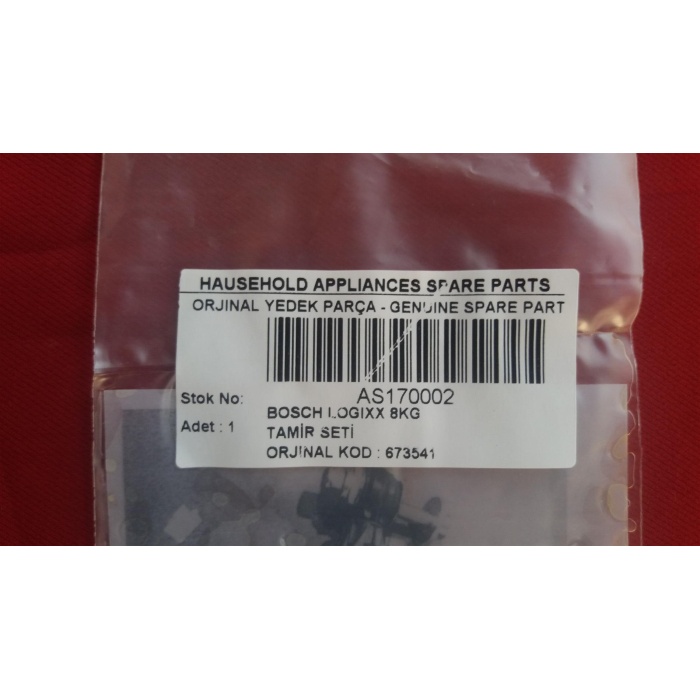 HAUSEHOLD APPLIANCES SPARE PARTS
ORJINAL YEDEK PARÇA - GENUINE SPARE PART
Stok No: AS170002
BOSCH LOGIXX 8KG
Adet : 1 TAMİR SETİ
ORJINAL KOD : 673541